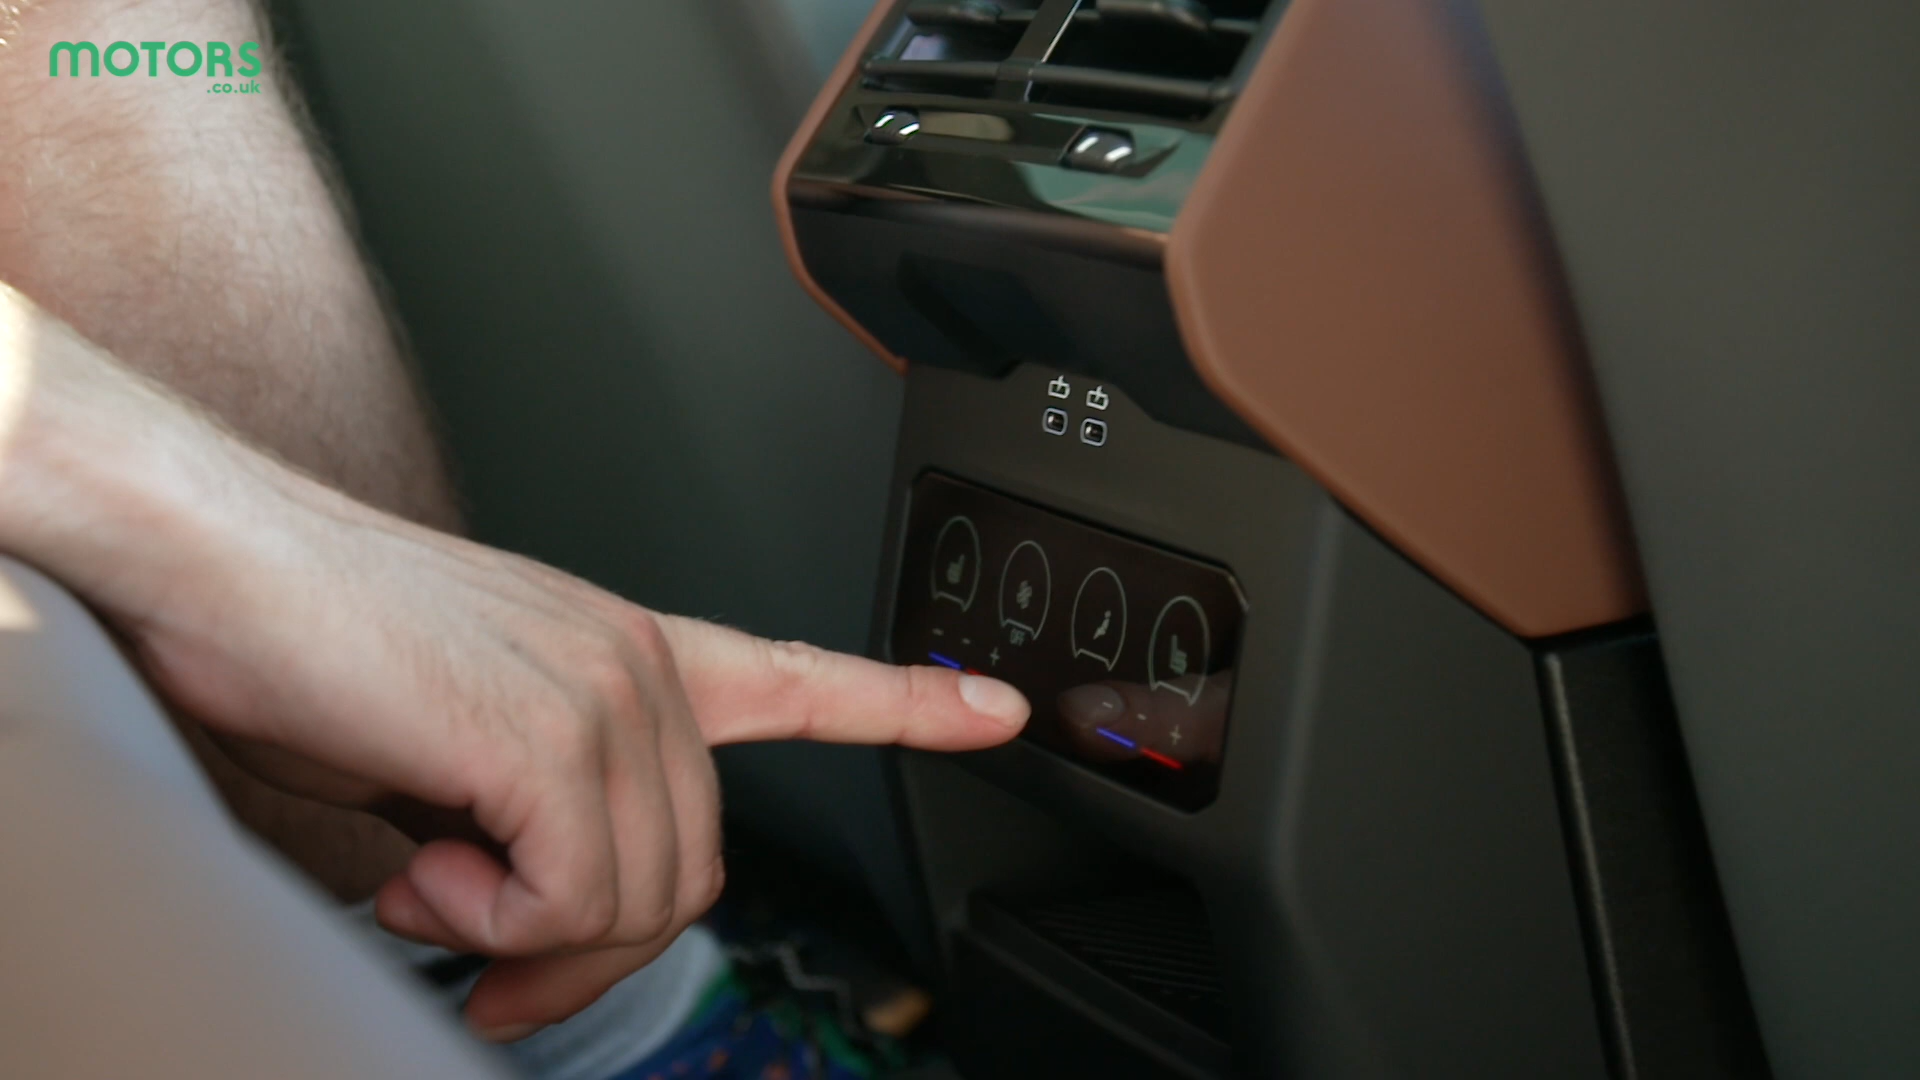 MOTORS
.co.uk
OFF
- - +
- - +